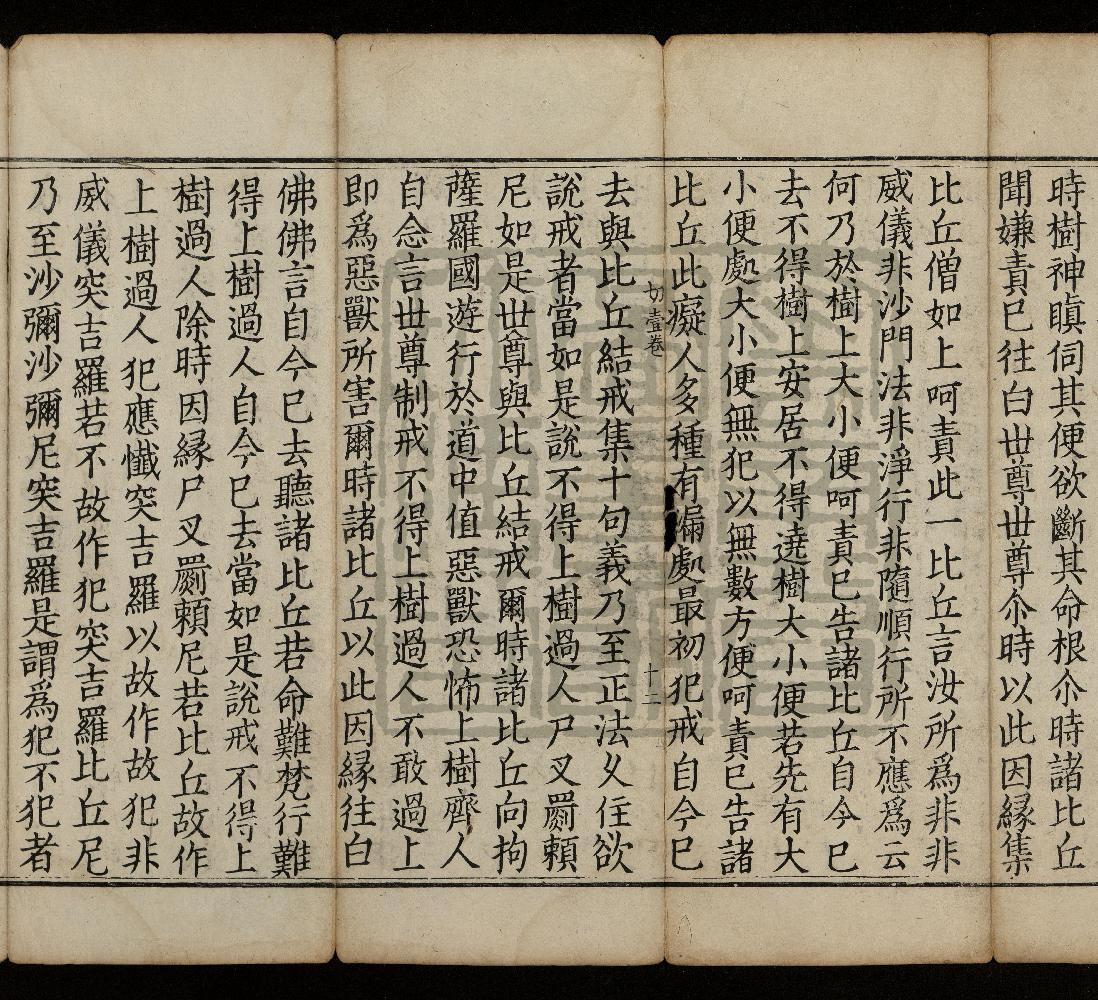 時樹神瞋伺其便欲斷其命根尒時諸比丘
聞嫌責巳往白世尊世尊尒時以此因緣集
比丘僧如上呵責此一比丘言汝所爲非非
威儀非沙門法非淨行非隨順行所不應爲云
何乃於樹上大小便呵責巳告諸比丘自今巳
去不得樹上安居不得遶樹大小便若先有大
小便處大小便無犯以無數方便呵責巳告諸
比丘此癡人多種有漏處最初犯戒自今巳
切壹卷 十二
去與比丘結戒集十句義乃至正法久住欲
說戒者當如是說不得上樹過人尸叉罽頼
尼如是世尊與比丘結戒爾時諸比丘向拘
薩羅國遊行於道中值惡獸恐怖上樹齊人
自念言世尊制戒不得上樹過人不敢過上
即爲惡獸所害爾時諸比丘以此因緣往白
佛佛言自今巳去聽諸比丘若命難梵行難
得上樹過人自今巳去當如是說戒不得上
樹過人除時因緣尸叉罽頼尼若比丘故作
上樹過人犯應懺突吉羅以故作故犯非
威儀突吉羅若不故作犯突吉羅比丘尼
乃至沙彌沙彌尼突吉羅是謂爲犯不犯者